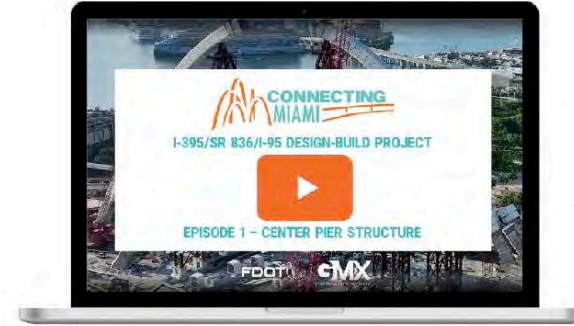 CONNECTING
MIAMI
I-395/SR 836/I-95 DESIGN-BUILD PROJECT
EPISODE 1 – CENTER PIER STRUCTURE
FDOT GMX